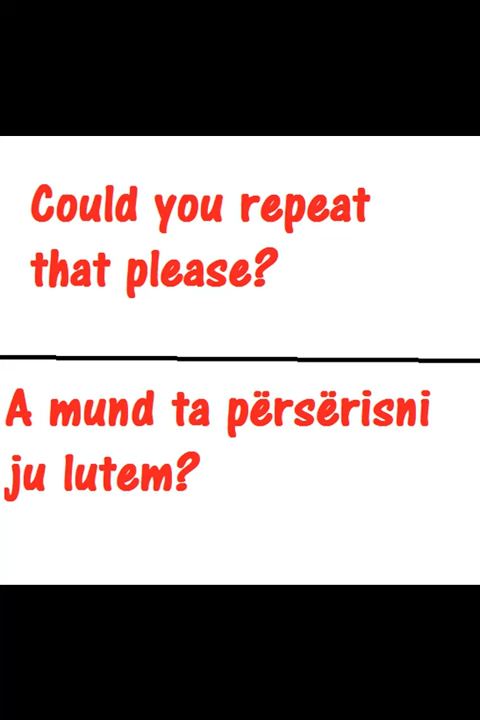 Could you repeat
that please?
A mund ta përsërisni
ju lutem?